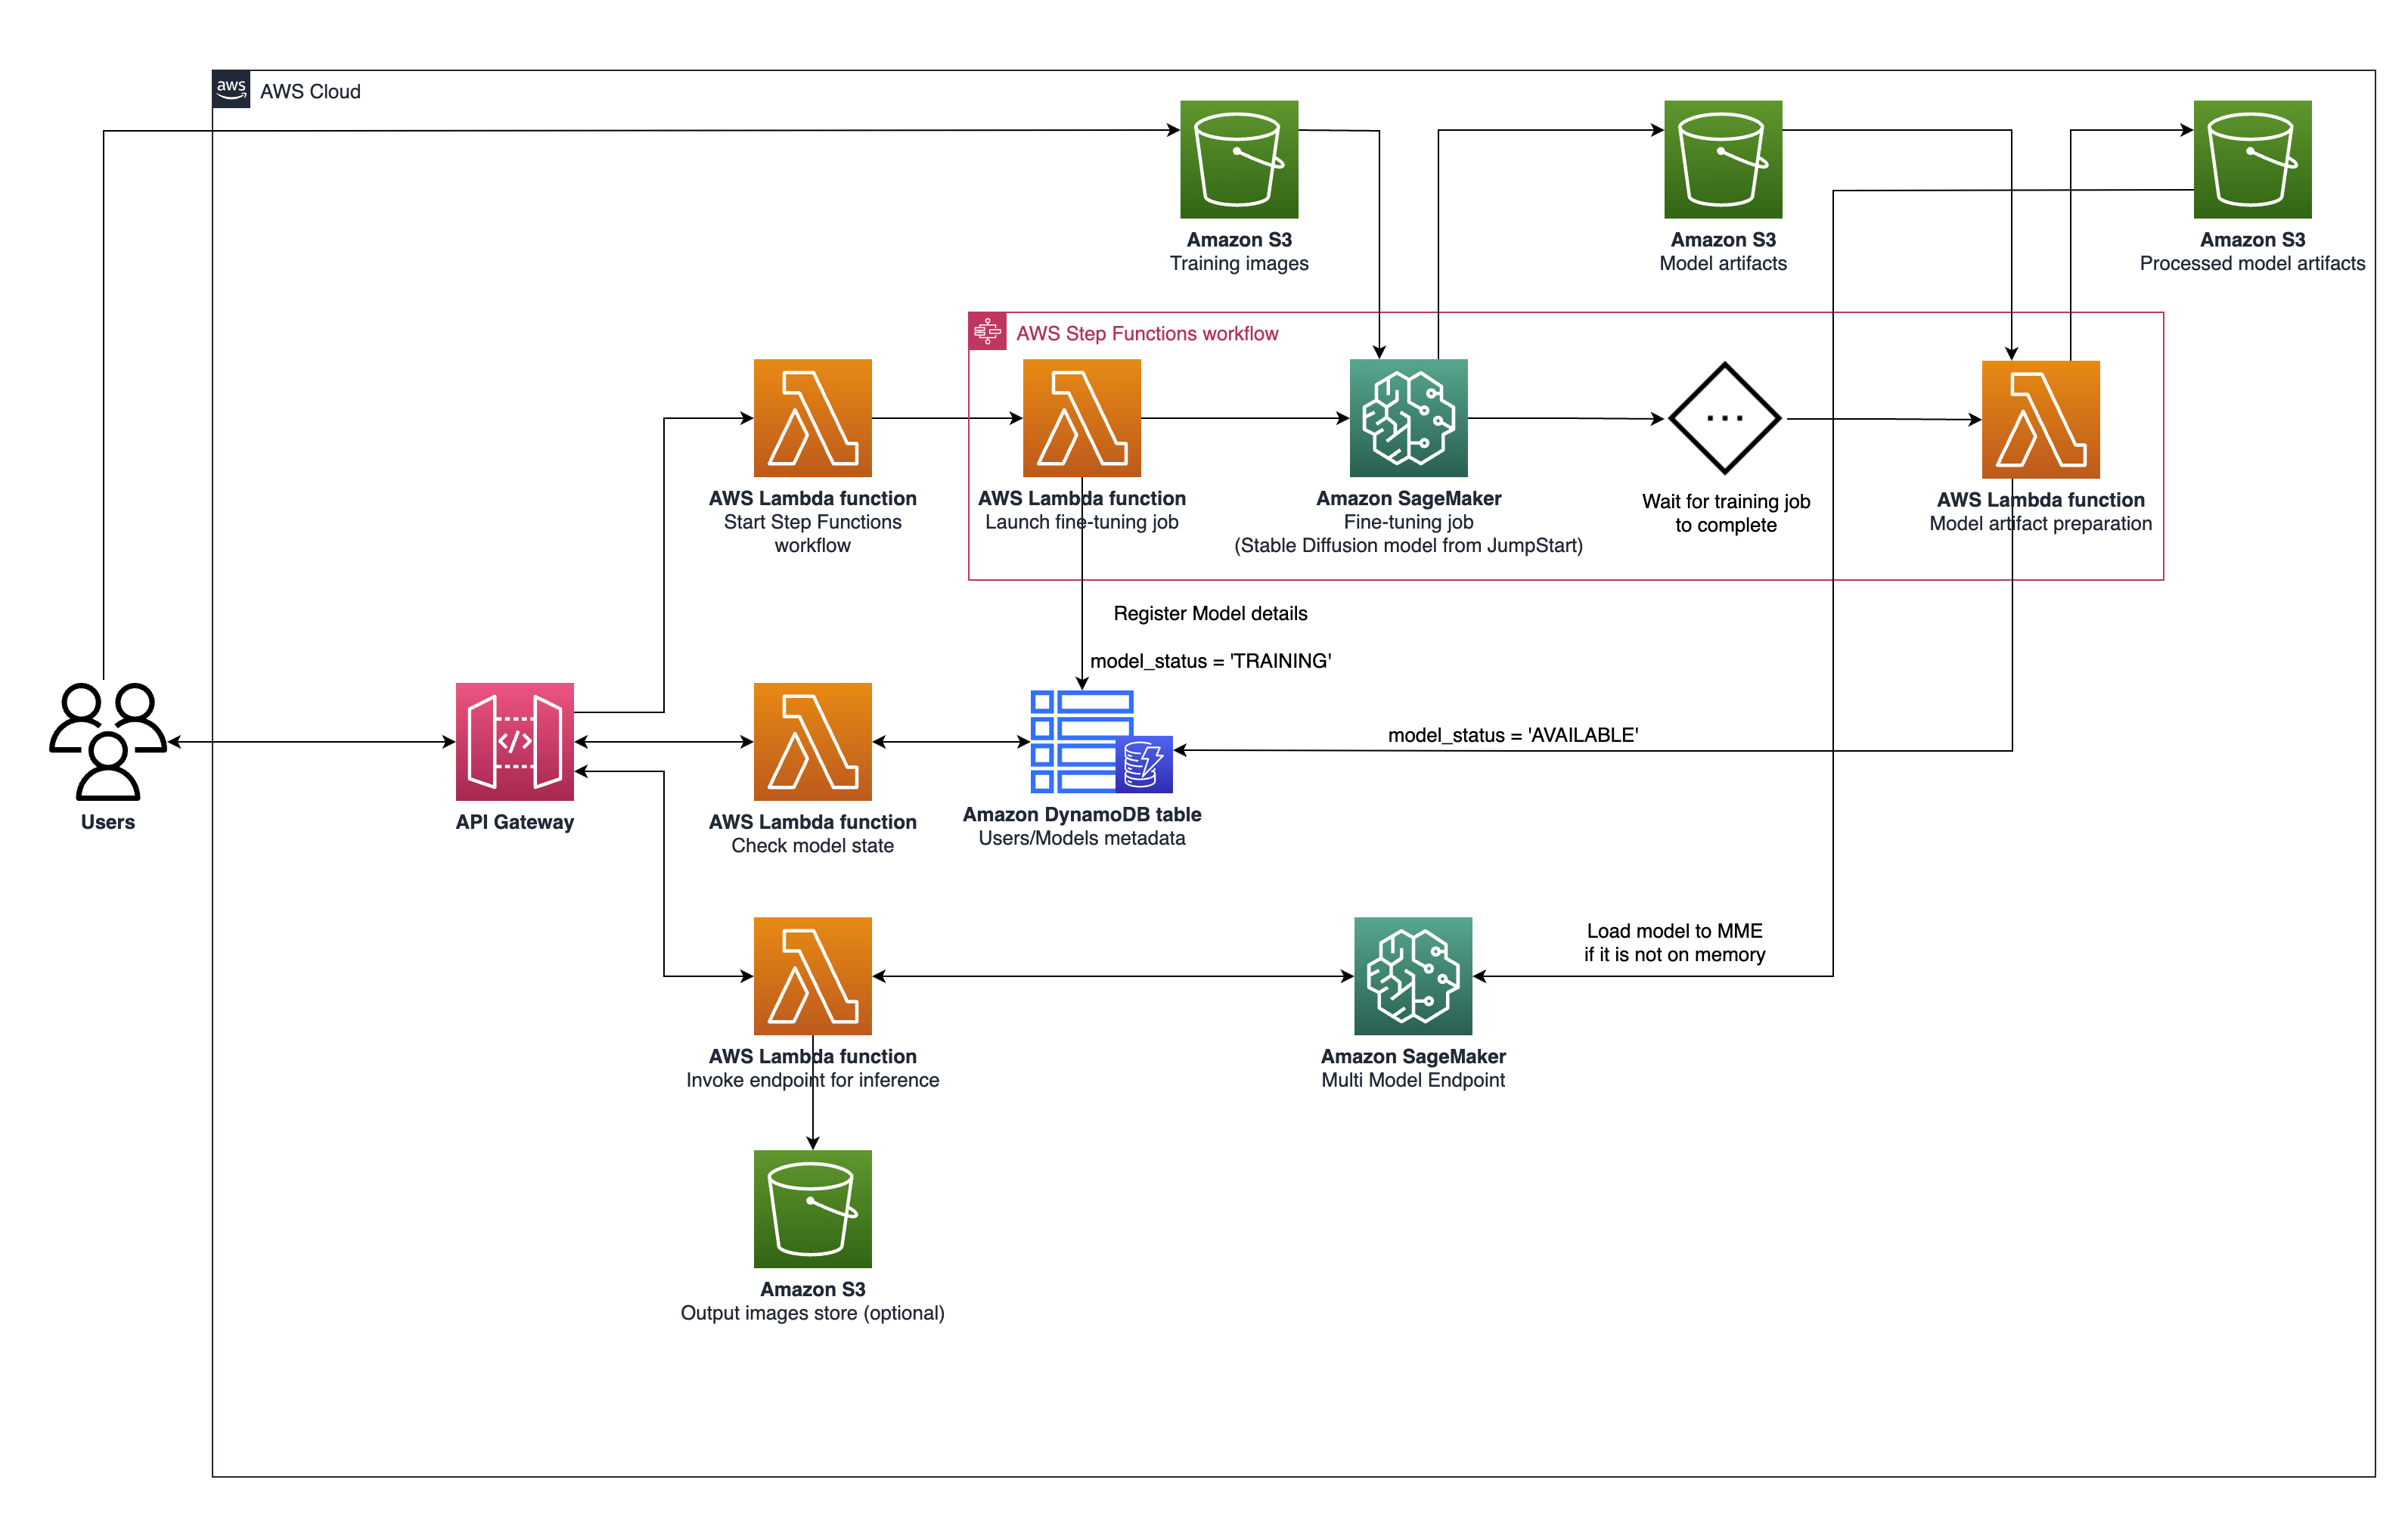 aws
AWS Cloud
Amazon S3
Training images
Amazon S3
Model artifacts
Amazon S3
Processed model artifacts
AWS Step Functions workflow
AWS Lambda function
Start Step Functions
workflow
AWS Lambda function
Launch fine-tuning job
Amazon SageMaker
Fine-tuning job
(Stable Diffusion model from JumpStart)
Wait for training job
to complete
AWS Lambda function
Model artifact preparation
Register Model details
model_status = 'TRAINING'
model_status = 'AVAILABLE'
Users
API Gateway
AWS Lambda function
Check model state
Amazon DynamoDB table
Users/Models metadata
Load model to MME
if it is not on memory
AWS Lambda function
Invoke endpoint for inference
Amazon SageMaker
Multi Model Endpoint
Amazon S3
Output images store (optional)